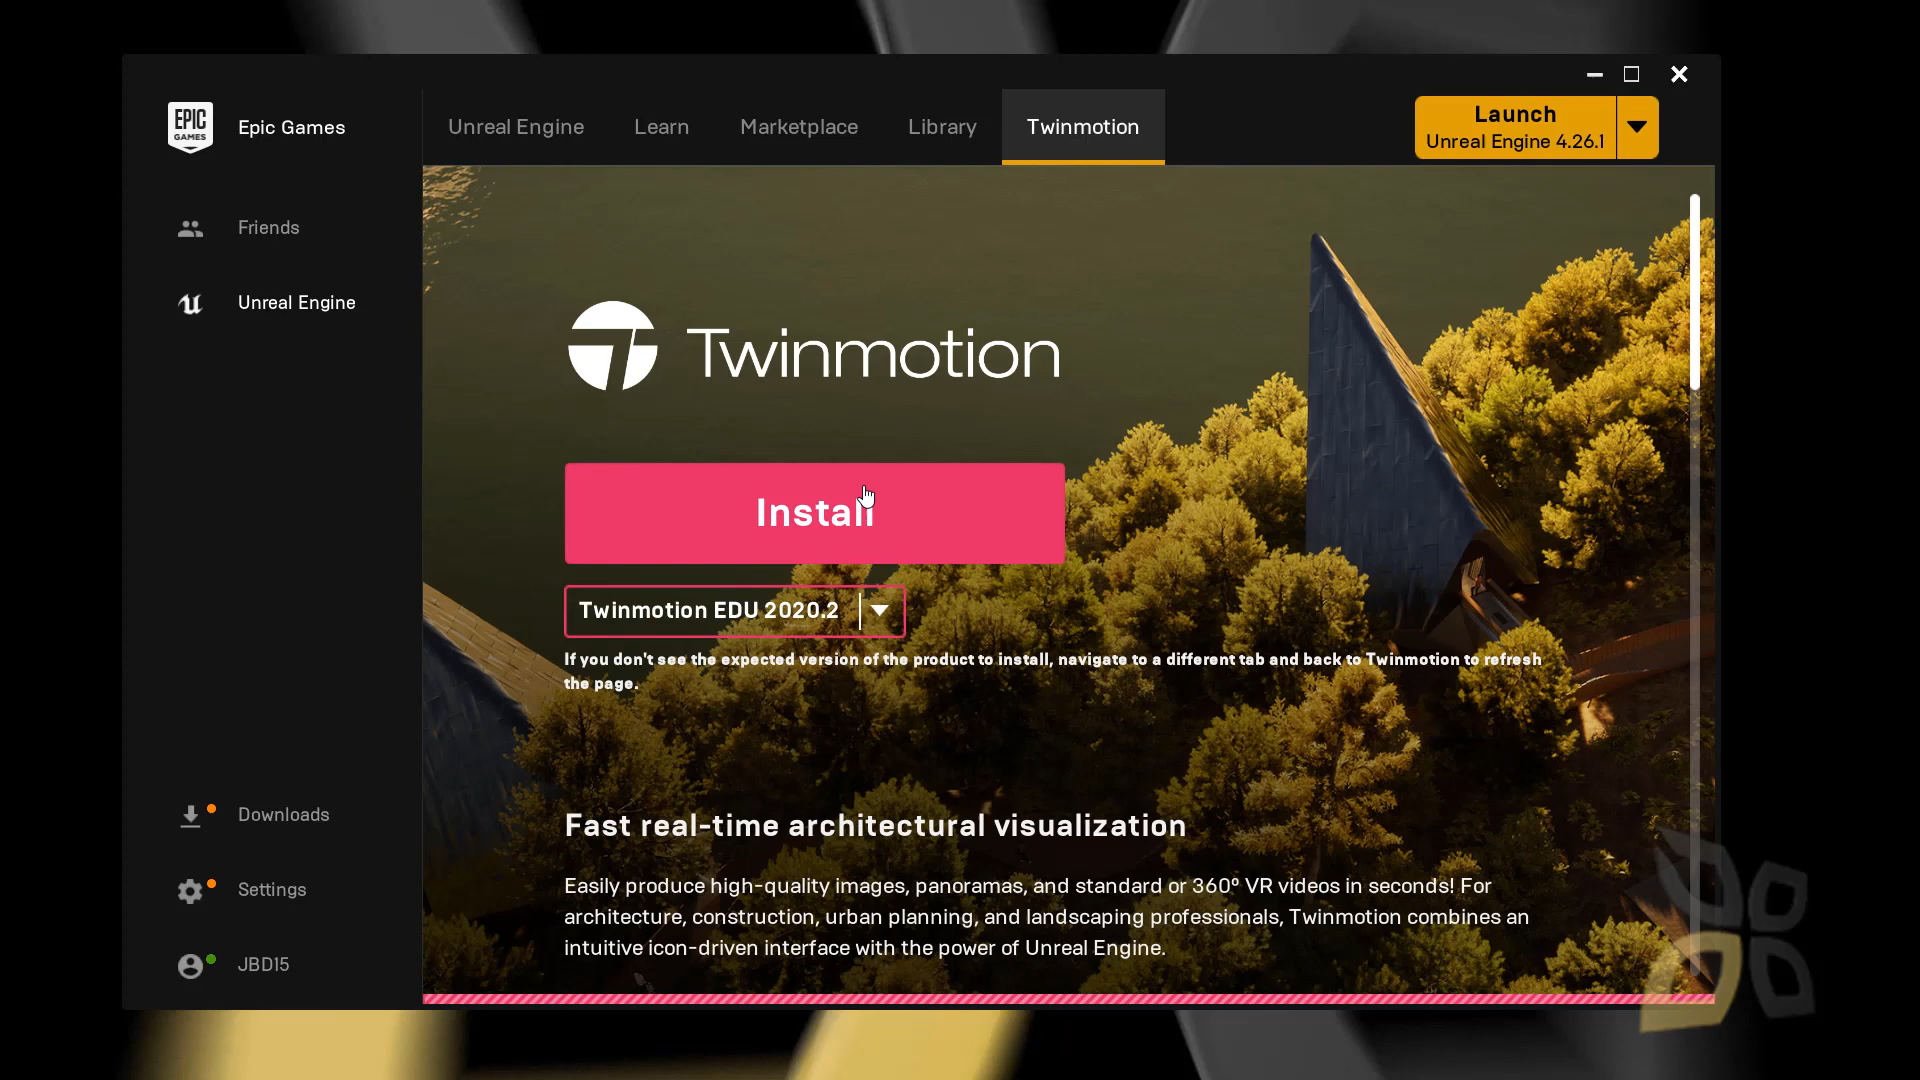 EPIC
GAMES
Epic Games
Unreal Engine
Learn
Marketplace
Library
Twinmotion
Launch
Unreal Engine 4.26.1
Friends
Unreal Engine
Twinmotion
Install
Twinmotion EDU 2020.2
If you don't see the expected version of the product to install, navigate to a different tab and back to Twinmotion to refresh
the page.
Fast real-time architectural visualization
Easily produce high-quality images, panoramas, and standard or 360° VR videos in seconds! For
architecture, construction, urban planning, and landscaping professionals, Twinmotion combines an
intuitive icon-driven interface with the power of Unreal Engine.
Downloads
Settings
JBD15